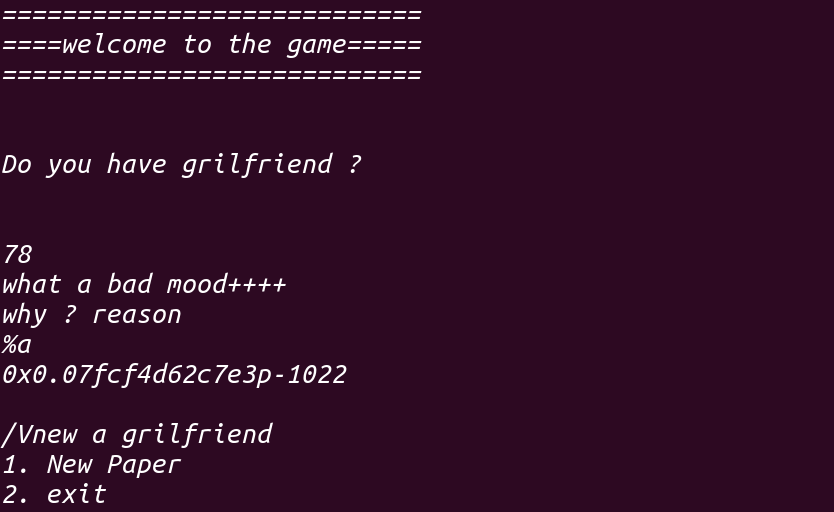 ============================
====welcome to the game=====
============================
Do you have grilfriend ?
78
what a bad mood++++
why ? reason
%a
0x0.07fcf4d62c7e3p-1022
/Vnew a grilfriend
1. New Paper
2. exit